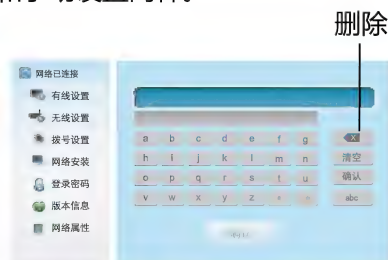 删除
网络已连接
有线设置
无线设置
拨号设置
网络安装
登录密码
版本信息
网络属性
a b c d e f g
h i j k l m n 清空
o p q r s t u 确认
v w x y z abc